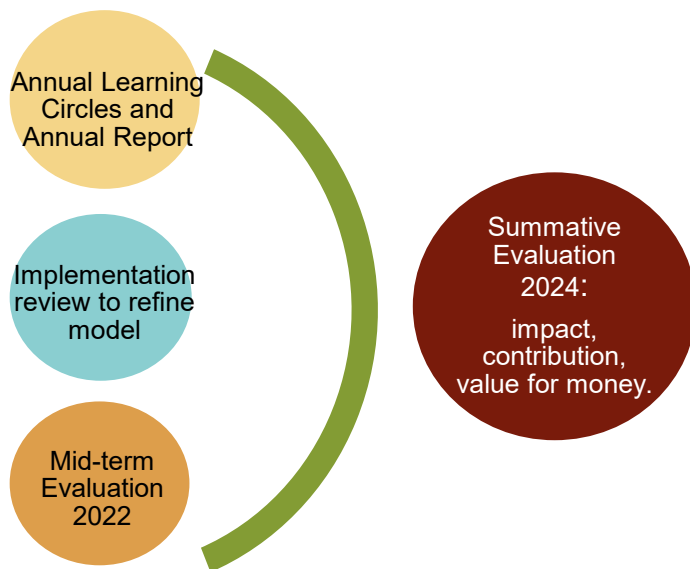 Annual Learning
Circles and
Annual Report
Implementation
review to refine
model
Mid-term
Evaluation
2022
Summative
Evaluation
2024:
impact,
contribution,
value for money.